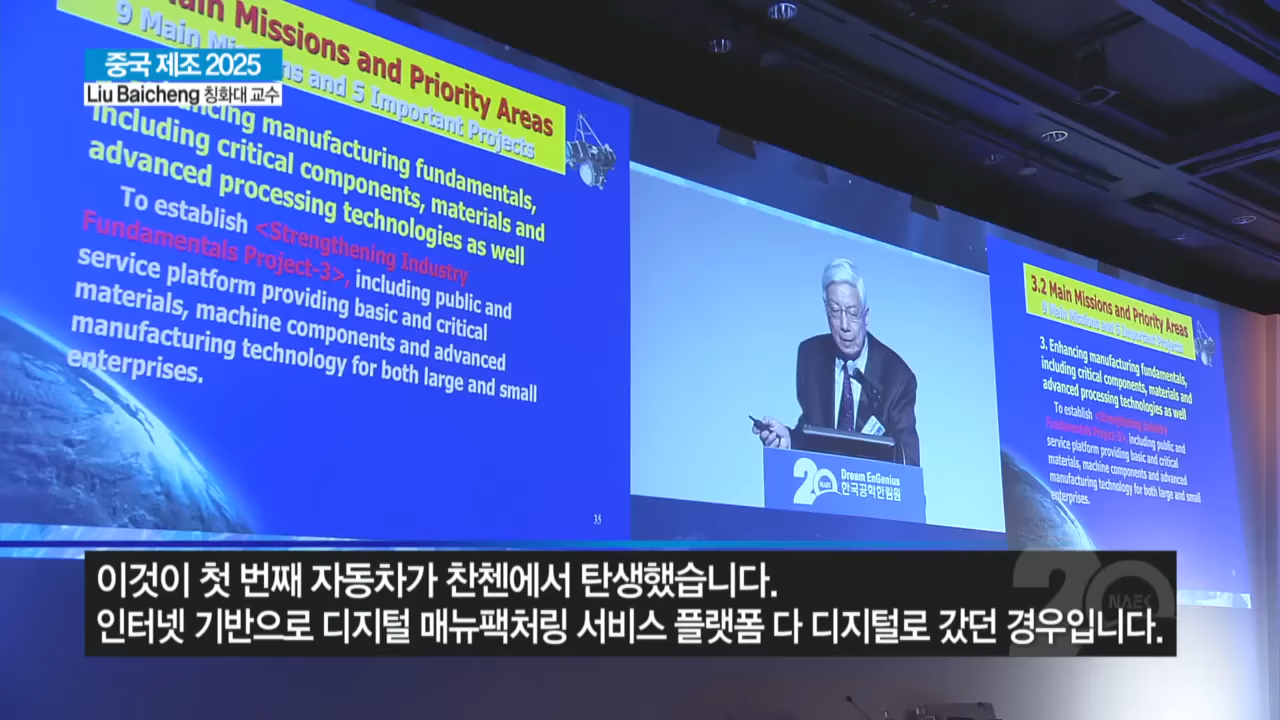 중국 제조 2025
Liu Baicheng 칭화대 교수
Main Missions and Priority Areas
9 Main Missions and 5 Important Projects
Enhancing manufacturing fundamentals,
including critical components, materials and
advanced processing technologies as well
To establish <Strengthening Industry
Fundamentals Project-3>, including public and
service platform providing basic and critical
materials, machine components and advanced
manufacturing technology for both large and small
enterprises.
35
20 NAEK
Dream EnGenius
한국공학한림원
3.2 Main Missions and Priority Areas
9 Main Missions and 5 Important Projects
3. Enhancing manufacturing fundamentals,
including critical components, materials and
advanced processing technologies as well
To establish <Strengthening Industry
Fundamentals Project-3>, including public and
service platform providing basic and critical
materials, machine components and advanced
manufacturing technology for both large and small
enterprises.
이것이 첫 번째 자동차가 찬첸에서 탄생했습니다.
인터넷 기반으로 디지털 매뉴팩처링 서비스 플랫폼 다 디지털로 갔던 경우입니다.
20 NAEK